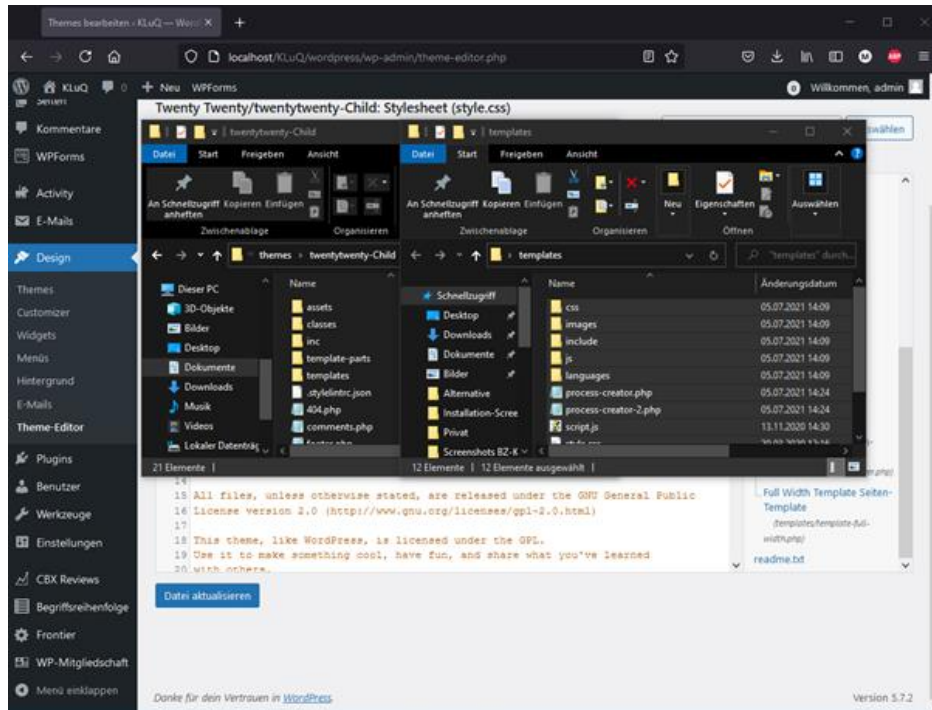 Themes bearbeiten ‹ KLuQ — Word
localhost/KLuQ/wordpress/wp-admin/theme-editor.php
KLuQ 0 + Neu WPForms 0 Willkommen, admin
Seiten
Kommentare
WPForms
Activity
E-Mails
Design
Themes
Customizer
Widgets
Menüs
Hintergrund
E-Mails
Theme-Editor
Plugins
Benutzer
Werkzeuge
Einstellungen
CBX Reviews
Begriffsreihenfolge
Frontier
WP-Mitgliedschaft
Menü einklappen
Twenty Twenty/twentytwenty-Child: Stylesheet (style.css)
twentytwenty-Child
Datei Start Freigeben Ansicht
An Schnellzugriff anheften Kopieren Einfügen
Zwischenablage Organisieren
themes › twentytwenty-Child
Dieser PC
3D-Objekte
Bilder
Desktop
Dokumente
Downloads
Musik
Videos
Lokaler Datenträg
Name
assets
classes
inc
template-parts
templates
.stylelintrc.json
404.php
comments.php
footer.php
21 Elemente
templates
Datei Start Freigeben Ansicht
An Schnellzugriff anheften Kopieren Einfügen Neu Eigenschaften Auswählen
Zwischenablage Organisieren Öffnen
› templates "templates" durch...
Schnellzugriff
Desktop
Downloads
Dokumente
Bilder
Alternative
Installation-Scree
Privat
Screenshots BZ-K
Name Änderungsdatum
css 05.07.2021 14:09
images 05.07.2021 14:09
include 05.07.2021 14:09
js 05.07.2021 14:09
languages 05.07.2021 14:09
process-creator.php 05.07.2021 14:24
process-creator-2.php 05.07.2021 14:24
script.js 13.11.2020 14:30
style.css
12 Elemente 12 Elemente ausgewählt
swählen
14
15 All files, unless otherwise stated, are released under the GNU General Public
16 License version 2.0 (http://www.gnu.org/licenses/gpl-2.0.html)
17
18 This theme, like WordPress, is licensed under the GPL.
19 Use it to make something cool, have fun, and share what you've learned
20 with others.
Full Width Template Seiten-
Template
(templates/template-full-
width.php)
readme.txt
Datei aktualisieren
Danke für dein Vertrauen in WordPress.
Version 5.7.2